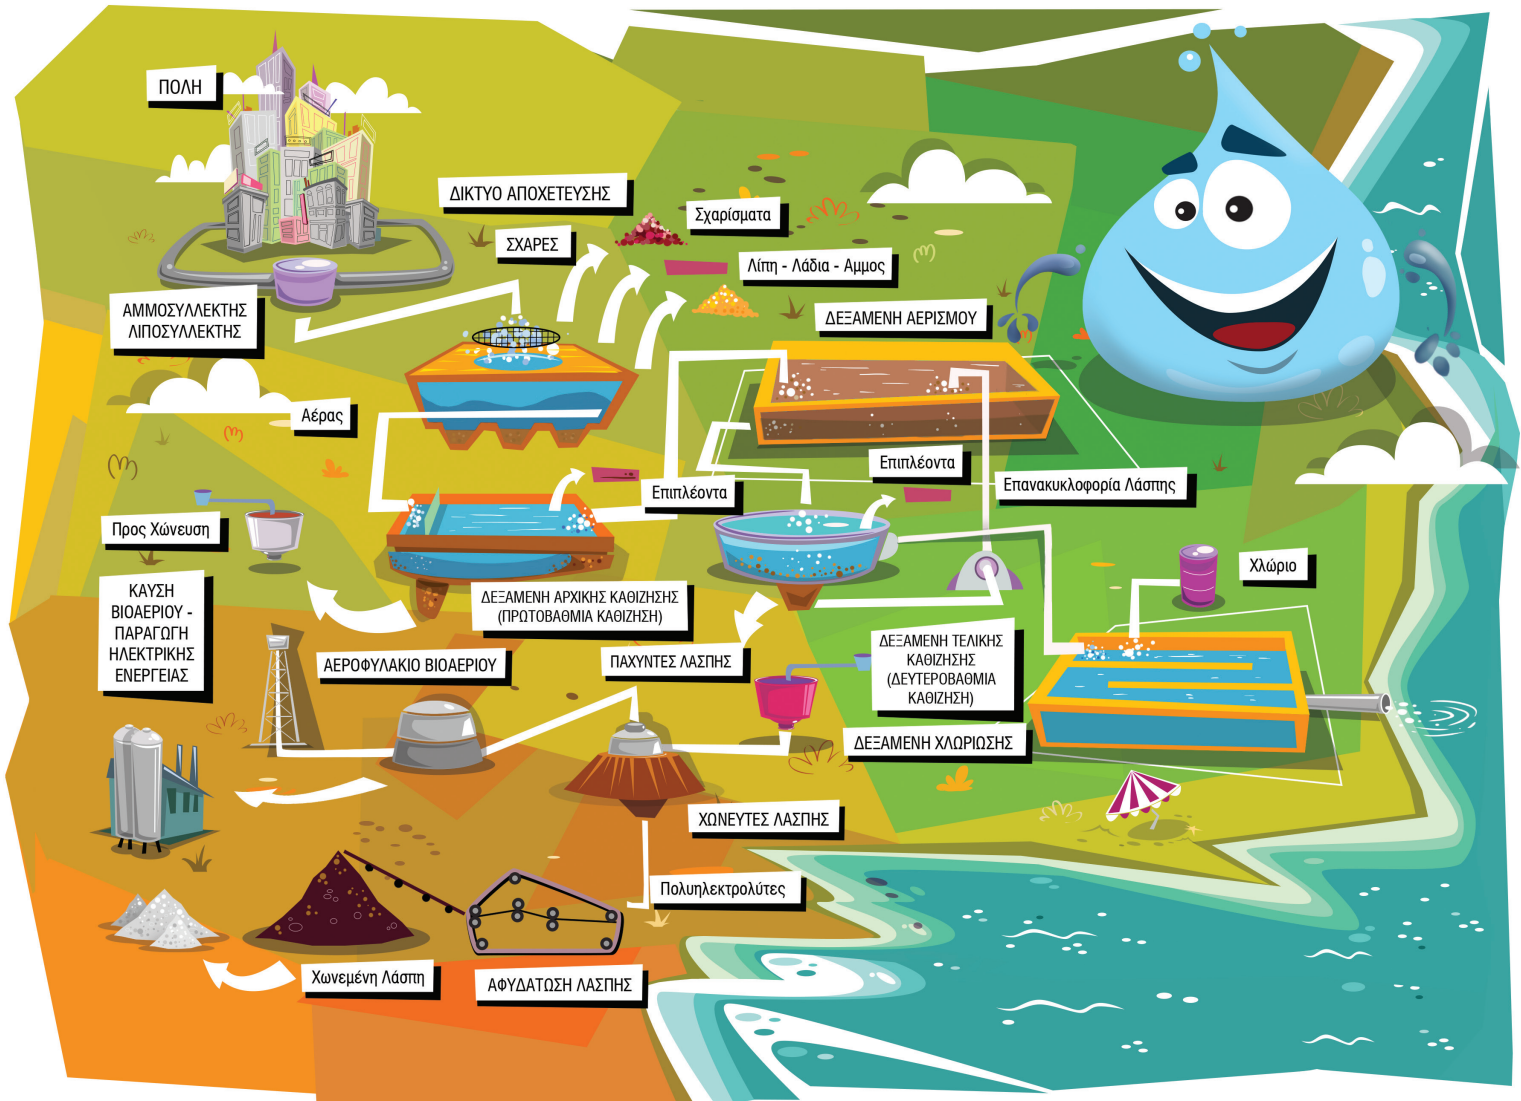 ΠΟΛΗ
ΔΙΚΤΥΟ ΑΠΟΧΕΤΕΥΣΗΣ
Σχαρίσματα
ΣΧΑΡΕΣ
Λίπη - Λάδια - Αμμος
ΑΜΜΟΣΥΛΛΕΚΤΗΣ
ΛΙΠΟΣΥΛΛΕΚΤΗΣ
ΔΕΞΑΜΕΝΗ ΑΕΡΙΣΜΟΥ
Αέρας
Επιπλέοντα
Επιπλέοντα
Επανακυκλοφορία Λάσπης
Προς Χώνευση
Χλώριο
ΚΑΥΣΗ
ΒΙΟΑΕΡΙΟΥ -
ΠΑΡΑΓΩΓΗ
ΗΛΕΚΤΡΙΚΗΣ
ΕΝΕΡΓΕΙΑΣ
ΔΕΞΑΜΕΝΗ ΑΡΧΙΚΗΣ ΚΑΘΙΖΗΣΗΣ
(ΠΡΩΤΟΒΑΘΜΙΑ ΚΑΘΙΖΗΣΗ)
ΑΕΡΟΦΥΛΑΚΙΟ ΒΙΟΑΕΡΙΟΥ
ΠΑΧΥΝΤΕΣ ΛΑΣΠΗΣ
ΔΕΞΑΜΕΝΗ ΤΕΛΙΚΗΣ
ΚΑΘΙΖΗΣΗΣ
(ΔΕΥΤΕΡΟΒΑΘΜΙΑ
ΚΑΘΙΖΗΣΗ)
ΔΕΞΑΜΕΝΗ ΧΛΩΡΙΩΣΗΣ
ΧΩΝΕΥΤΕΣ ΛΑΣΠΗΣ
Πολυηλεκτρολύτες
Χωνεμένη Λάσπη
ΑΦΥΔΑΤΩΣΗ ΛΑΣΠΗΣ